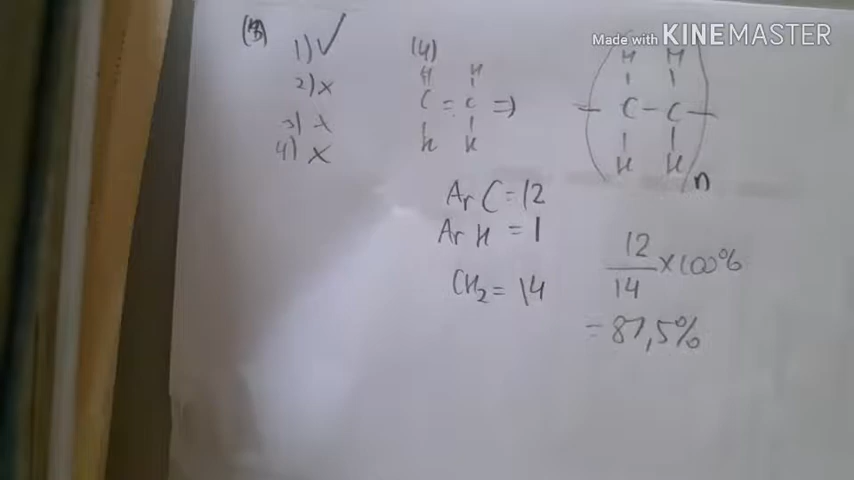 Made with KINEMASTER
(3)
1) ✓
2) x
3) x
4) x
(4)
H H H H
C = C => ( - C - C - )
H H H H n
Ar C = 12
Ar H = 1
CH2 = 14
12
14 x 100%
= 87,5%